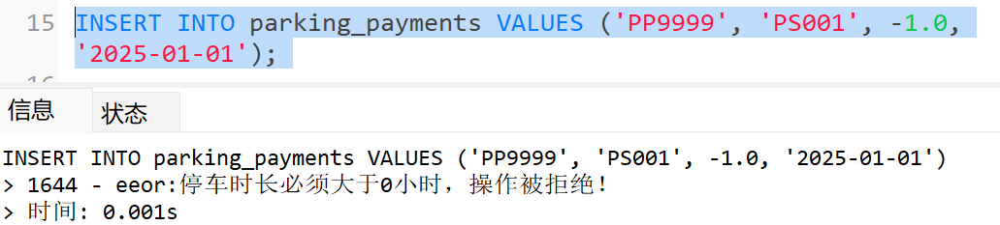 15 INSERT INTO parking_payments VALUES ('PP9999', 'PS001', -1.0,
'2025-01-01');
信息 状态
INSERT INTO parking_payments VALUES ('PP9999', 'PS001', -1.0, '2025-01-01')
> 1644 - eeor:停车时长必须大于0小时，操作被拒绝！
> 时间: 0.001s